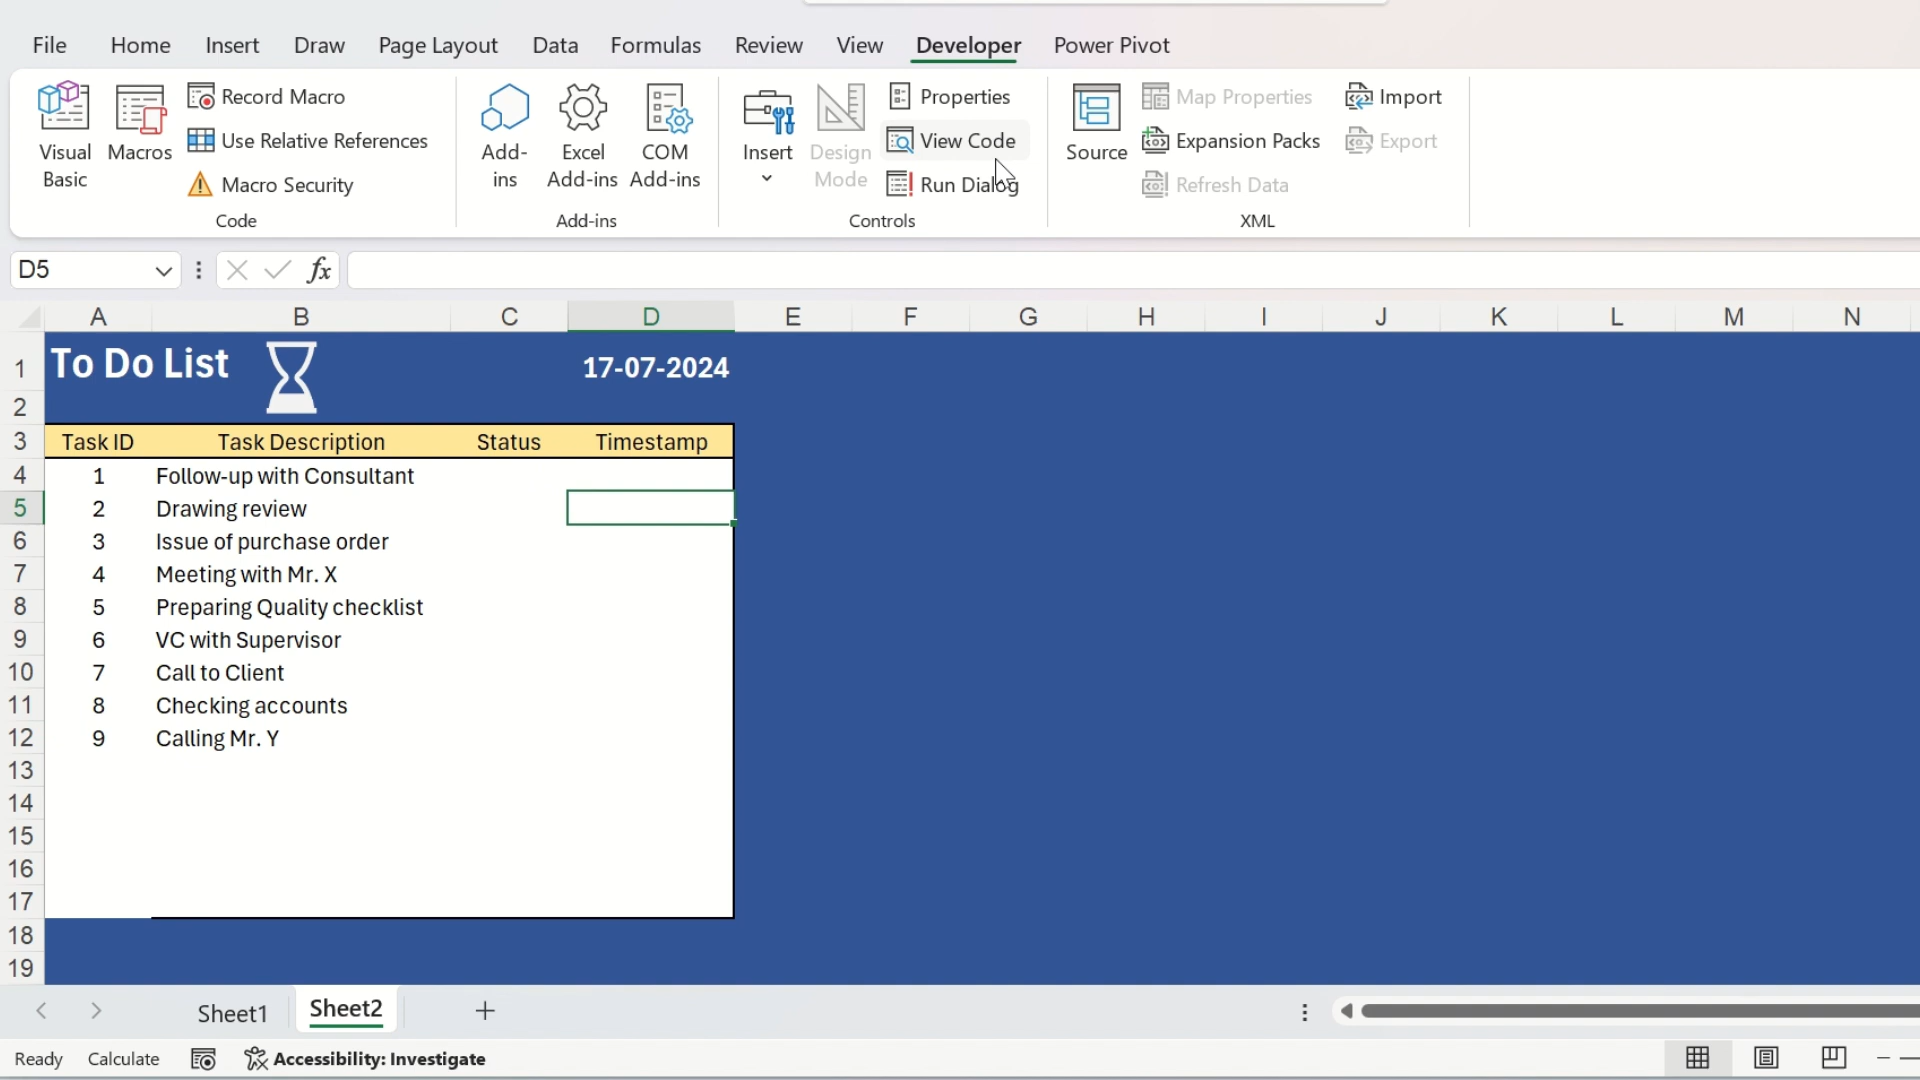 File Home Insert Draw Page Layout Data Formulas Review View Developer Power Pivot
Visual Basic
Macros
Record Macro
Use Relative References
Macro Security
Code
Add-ins
Excel Add-ins
COM Add-ins
Add-ins
Insert
Design Mode
Properties
View Code
Run Dialog
Controls
Source
Map Properties
Expansion Packs
Refresh Data
Import
Export
XML
D5 fx
A B C D E F G H I J K L M N
1 To Do List 17-07-2024
2
3 Task ID Task Description Status Timestamp
4 1 Follow-up with Consultant
5 2 Drawing review
6 3 Issue of purchase order
7 4 Meeting with Mr. X
8 5 Preparing Quality checklist
9 6 VC with Supervisor
10 7 Call to Client
11 8 Checking accounts
12 9 Calling Mr. Y
13
14
15
16
17
18
19
Sheet1 Sheet2
Ready Calculate Accessibility: Investigate